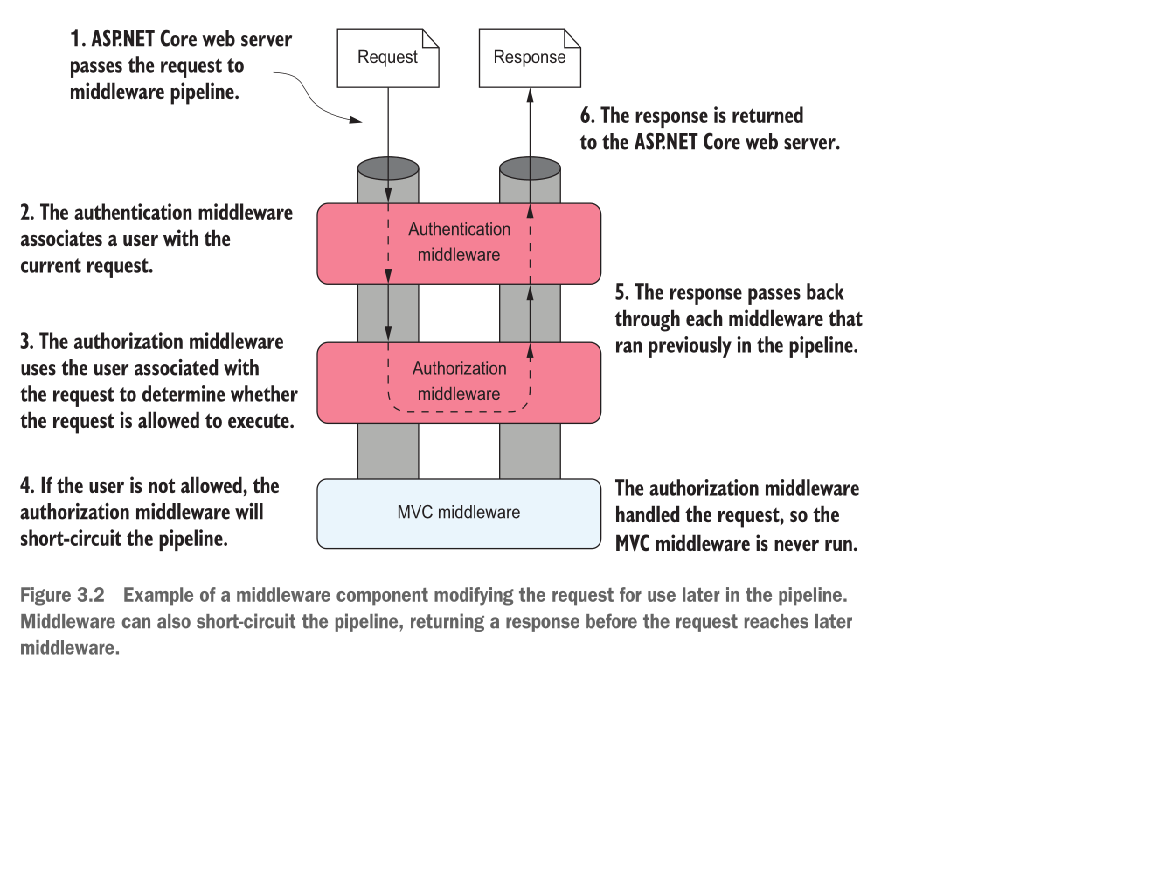 1. ASP.NET Core web server
passes the request to
middleware pipeline.
Request
Response
6. The response is returned
to the ASP.NET Core web server.
2. The authentication middleware
associates a user with the
current request.
Authentication
middleware
5. The response passes back
through each middleware that
ran previously in the pipeline.
3. The authorization middleware
uses the user associated with
the request to determine whether
the request is allowed to execute.
Authorization
middleware
4. If the user is not allowed, the
authorization middleware will
short-circuit the pipeline.
MVC middleware
The authorization middleware
handled the request, so the
MVC middleware is never run.
Figure 3.2 Example of a middleware component modifying the request for use later in the pipeline.
Middleware can also short-circuit the pipeline, returning a response before the request reaches later
middleware.